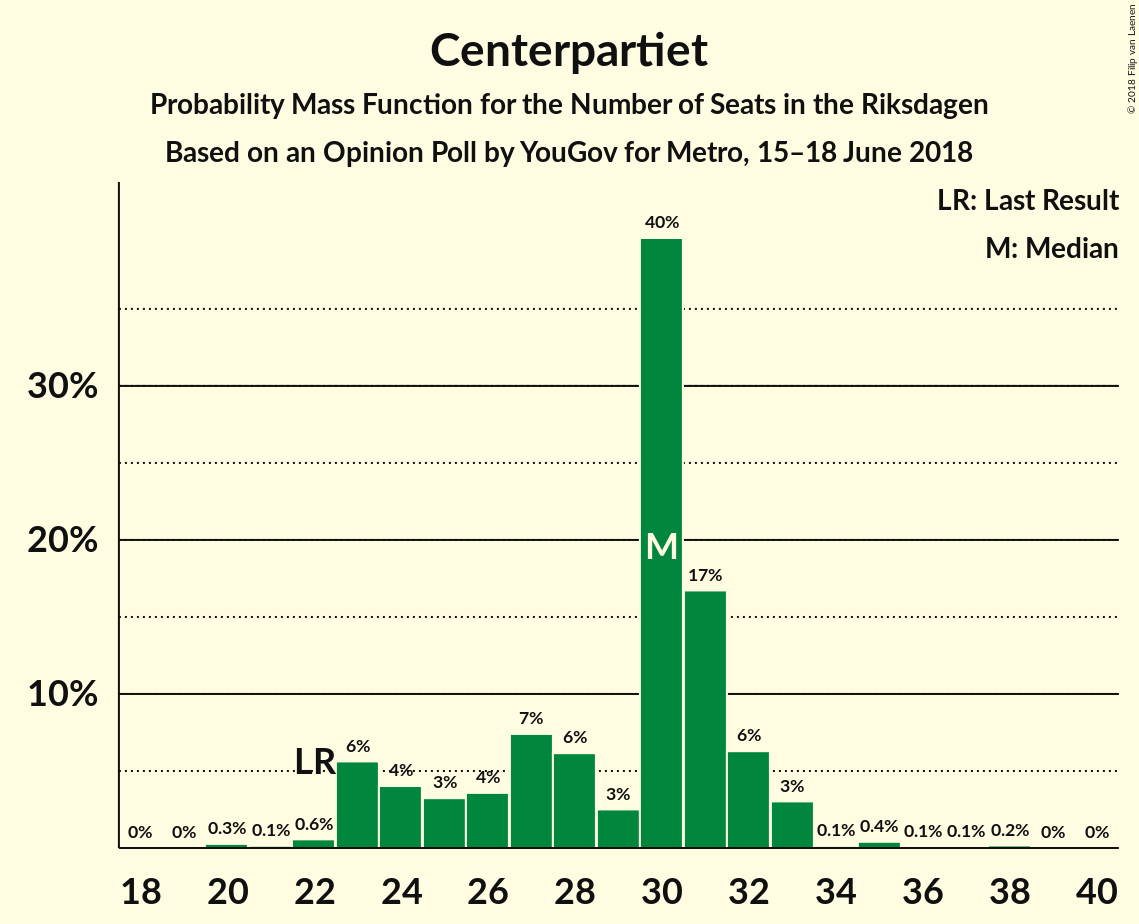 Centerpartiet
Probability Mass Function for the Number of Seats in the Riksdagen
Based on an Opinion Poll by YouGov for Metro, 15–18 June 2018
© 2018 Filip van Laenen
LR: Last Result
M: Median
30%
20%
10%
0% 0% 0.3% 0.1% 0.6% 6% 4% 3% 4% 7% 6% 3% 40% 17% 6% 3% 0.1% 0.4% 0.1% 0.1% 0.2% 0% 0%
LR
M
18 20 22 24 26 28 30 32 34 36 38 40